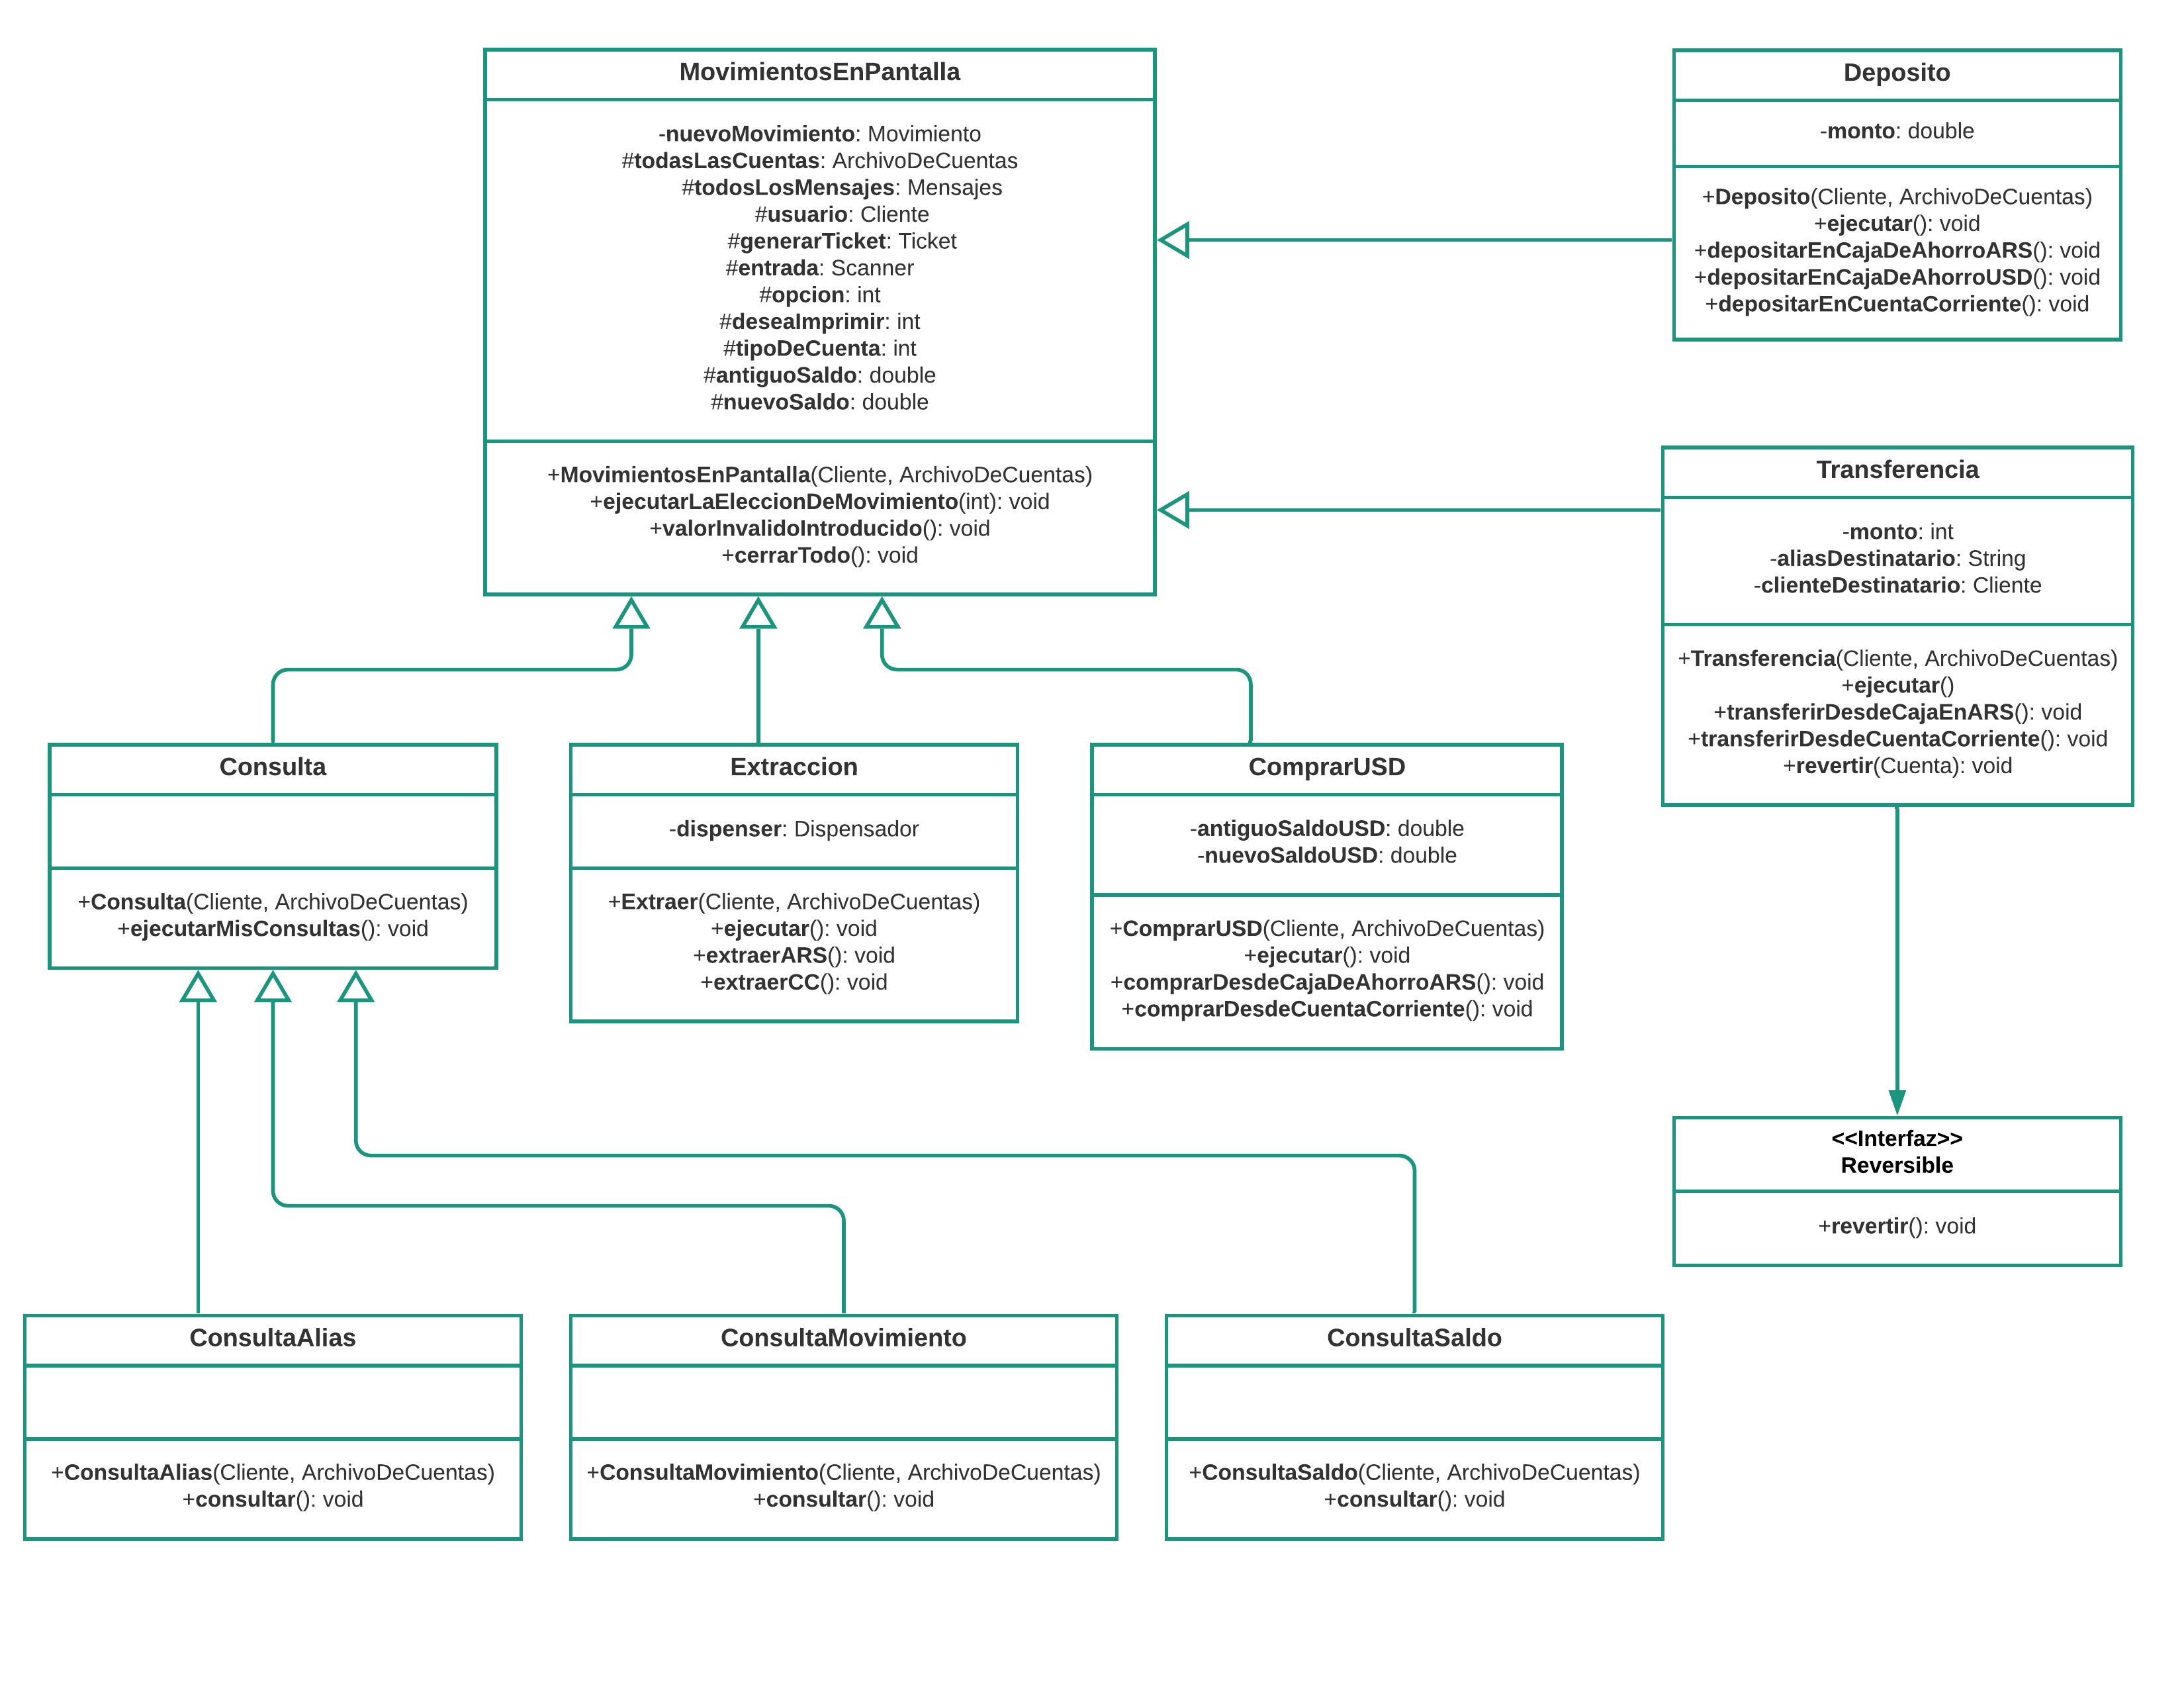 MovimientosEnPantalla
-nuevoMovimiento: Movimiento
#todasLasCuentas: ArchivoDeCuentas
#todosLosMensajes: Mensajes
#usuario: Cliente
#generarTicket: Ticket
#entrada: Scanner
#opcion: int
#deseaImprimir: int
#tipoDeCuenta: int
#antiguoSaldo: double
#nuevoSaldo: double
+MovimientosEnPantalla(Cliente, ArchivoDeCuentas)
+ejecutarLaEleccionDeMovimiento(int): void
+valorInvalidoIntroducido(): void
+cerrarTodo(): void
Deposito
-monto: double
+Deposito(Cliente, ArchivoDeCuentas)
+ejecutar(): void
+depositarEnCajaDeAhorroARS(): void
+depositarEnCajaDeAhorroUSD(): void
+depositarEnCuentaCorriente(): void
Transferencia
-monto: int
-aliasDestinatario: String
-clienteDestinatario: Cliente
+Transferencia(Cliente, ArchivoDeCuentas)
+ejecutar()
+transferirDesdeCajaEnARS(): void
+transferirDesdeCuentaCorriente(): void
+revertir(Cuenta): void
Consulta
+Consulta(Cliente, ArchivoDeCuentas)
+ejecutarMisConsultas(): void
Extraccion
-dispenser: Dispensador
+Extraer(Cliente, ArchivoDeCuentas)
+ejecutar(): void
+extraerARS(): void
+extraerCC(): void
ComprarUSD
-antiguoSaldoUSD: double
-nuevoSaldoUSD: double
+ComprarUSD(Cliente, ArchivoDeCuentas)
+ejecutar(): void
+comprarDesdeCajaDeAhorroARS(): void
+comprarDesdeCuentaCorriente(): void
<<Interfaz>>
Reversible
+revertir(): void
ConsultaAlias
+ConsultaAlias(Cliente, ArchivoDeCuentas)
+consultar(): void
ConsultaMovimiento
+ConsultaMovimiento(Cliente, ArchivoDeCuentas)
+consultar(): void
ConsultaSaldo
+ConsultaSaldo(Cliente, ArchivoDeCuentas)
+consultar(): void